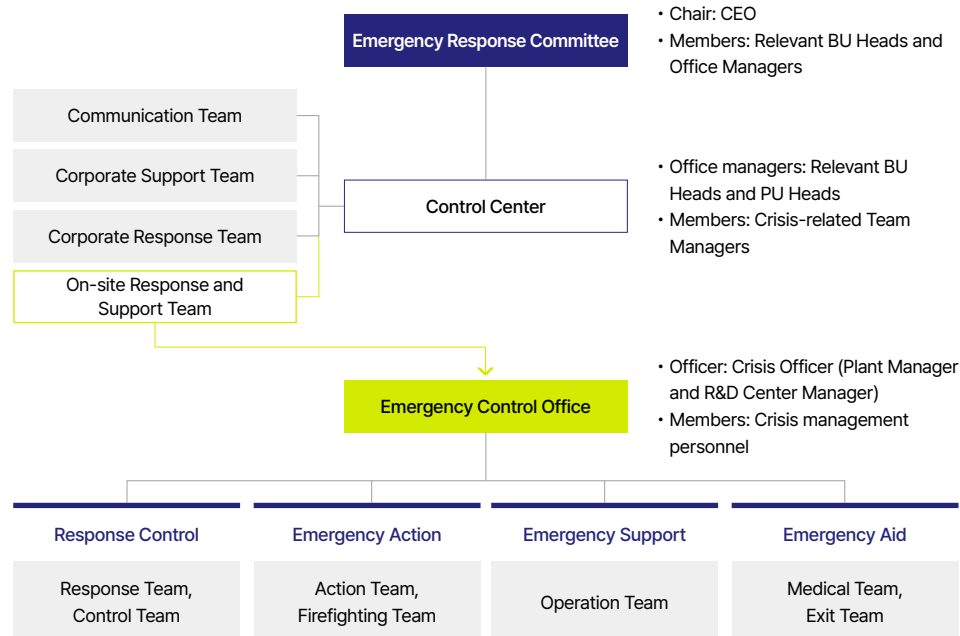 Emergency Response Committee
• Chair: CEO
• Members: Relevant BU Heads and
Office Managers
Communication Team
Corporate Support Team
Corporate Response Team
On-site Response and
Support Team
Control Center
• Office managers: Relevant BU
Heads and PU Heads
• Members: Crisis-related Team
Managers
Emergency Control Office
• Officer: Crisis Officer (Plant Manager
and R&D Center Manager)
• Members: Crisis management
personnel
Response Control
Response Team,
Control Team
Emergency Action
Action Team,
Firefighting Team
Emergency Support
Operation Team
Emergency Aid
Medical Team,
Exit Team